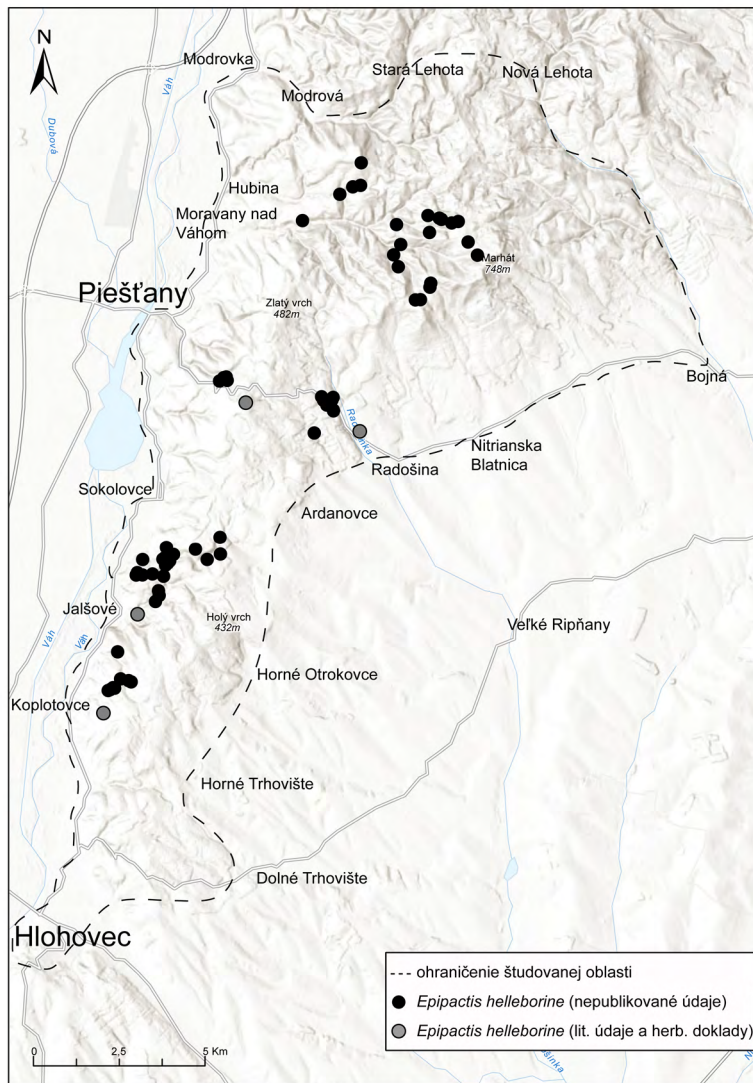 N
Modrovka
Stará Lehota
Nová Lehota
Modrová
Váh
Dubová
Hubina
Moravany nad
Váhom
Marhát
748m
Piešťany
Zlatý vrch
482m
Bojná
Nitrianska
Blatnica
Radošina
Sokolovce
Ardanovce
Jalšové
Holý vrch
432m
Veľké Ripňany
Váh
Váh
Horné Otrokovce
Koplotovce
Horné Trhovište
Dolné Trhovište
Hlohovec
ohraničenie študovanej oblasti
Epipactis helleborine (nepublikované údaje)
Epipactis helleborine (lit. údaje a herb. doklady)
0 2,5 5 Km